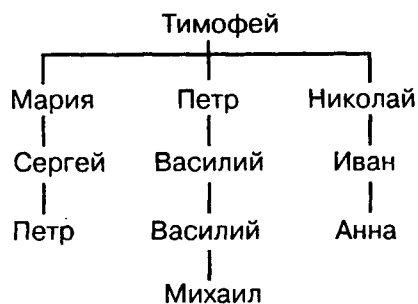 Тимофей
Мария Петр Николай
Сергей Василий Иван
Петр Василий Анна
Михаил